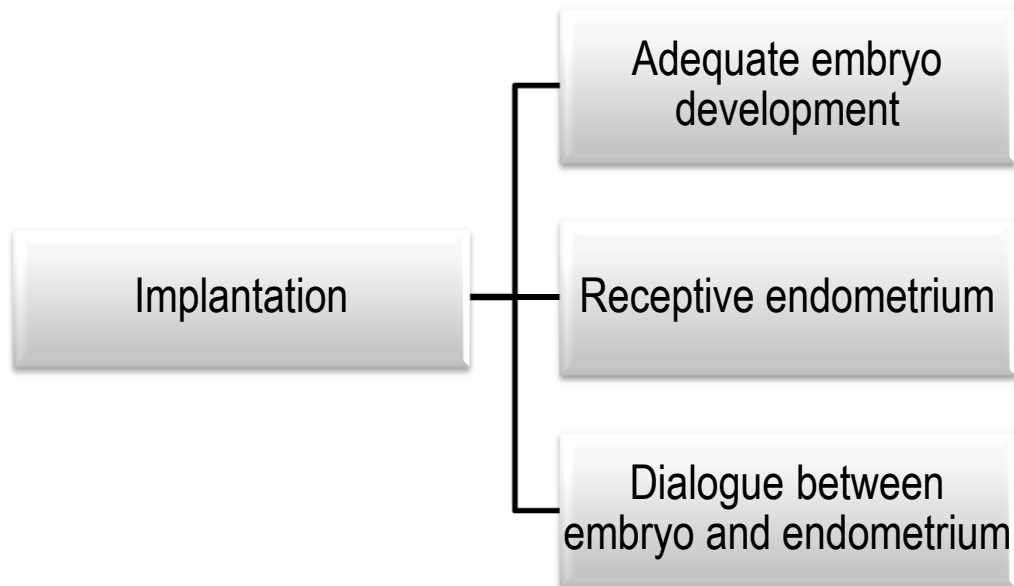 Adequate embryo
development
Implantation
Receptive endometrium
Dialogue between
embryo and endometrium